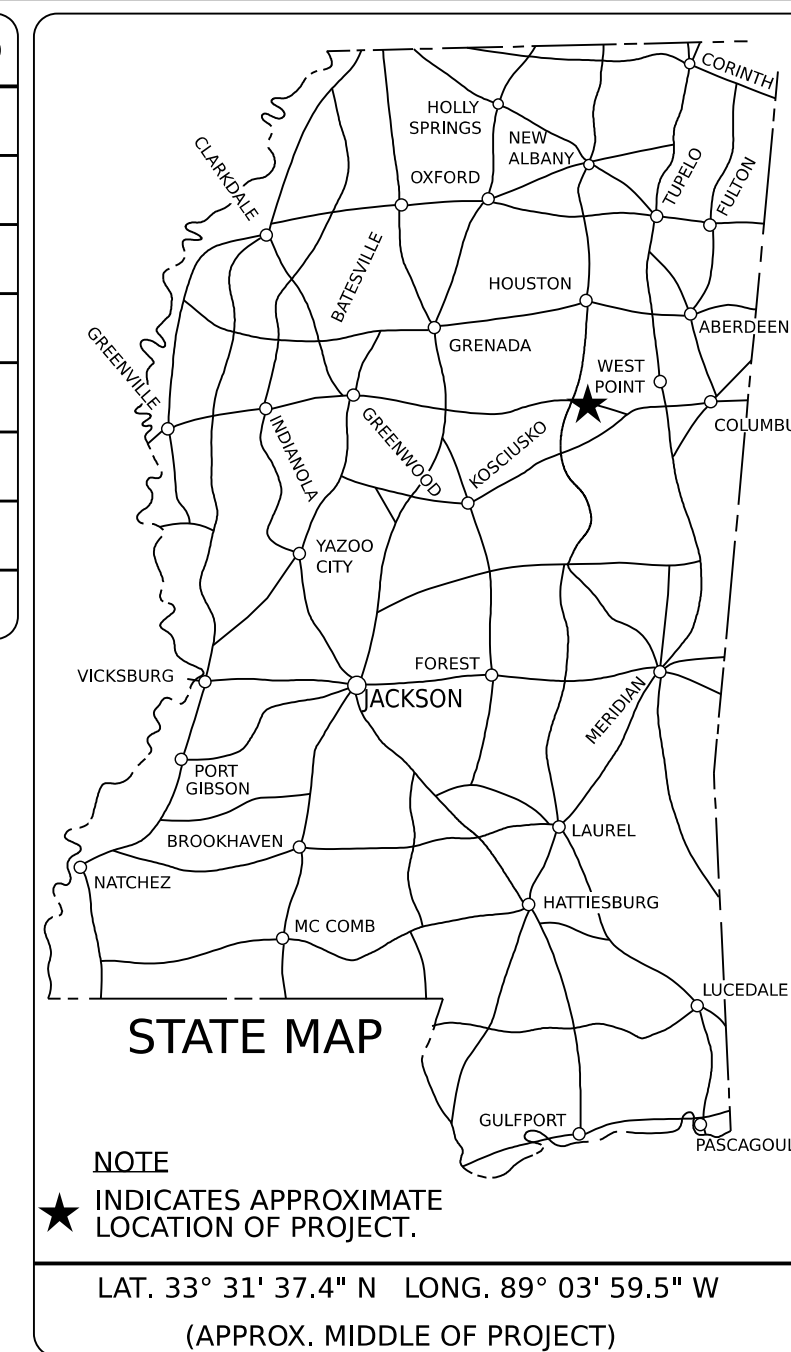 CORINTH
HOLLY
SPRINGS
NEW
ALBANY
CLARKDALE
OXFORD
TUPELO
FULTON
BATESVILLE
HOUSTON
ABERDEEN
GREENVILLE
GRENADA
WEST
POINT
COLUMBU
INDIANOLA
GREENWOOD
KOSCIUSKO
YAZOO
CITY
VICKSBURG
FOREST
JACKSON
MERIDIAN
PORT
GIBSON
BROOKHAVEN
LAUREL
NATCHEZ
HATTIESBURG
MC COMB
LUCEDALE
STATE MAP
GULFPORT
PASCAGOUL
NOTE
INDICATES APPROXIMATE
LOCATION OF PROJECT.
LAT. 33° 31' 37.4" N LONG. 89° 03' 59.5" W
(APPROX. MIDDLE OF PROJECT)